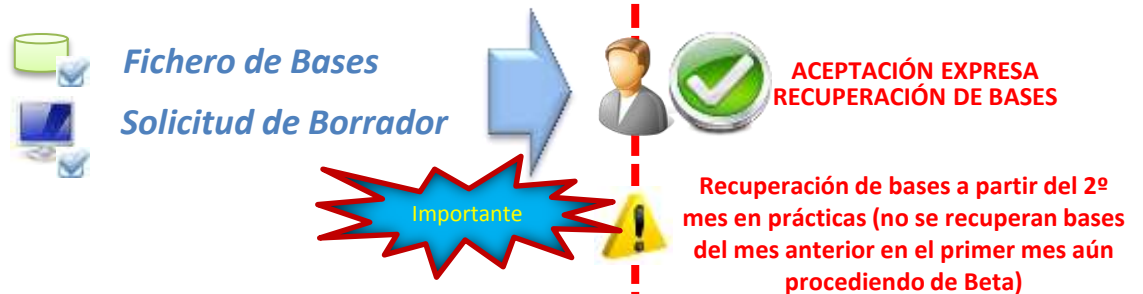 Fichero de Bases
Solicitud de Borrador
ACEPTACIÓN EXPRESA
RECUPERACIÓN DE BASES
Importante
Recuperación de bases a partir del 2º
mes en prácticas (no se recuperan bases
del mes anterior en el primer mes aún
procediendo de Beta)